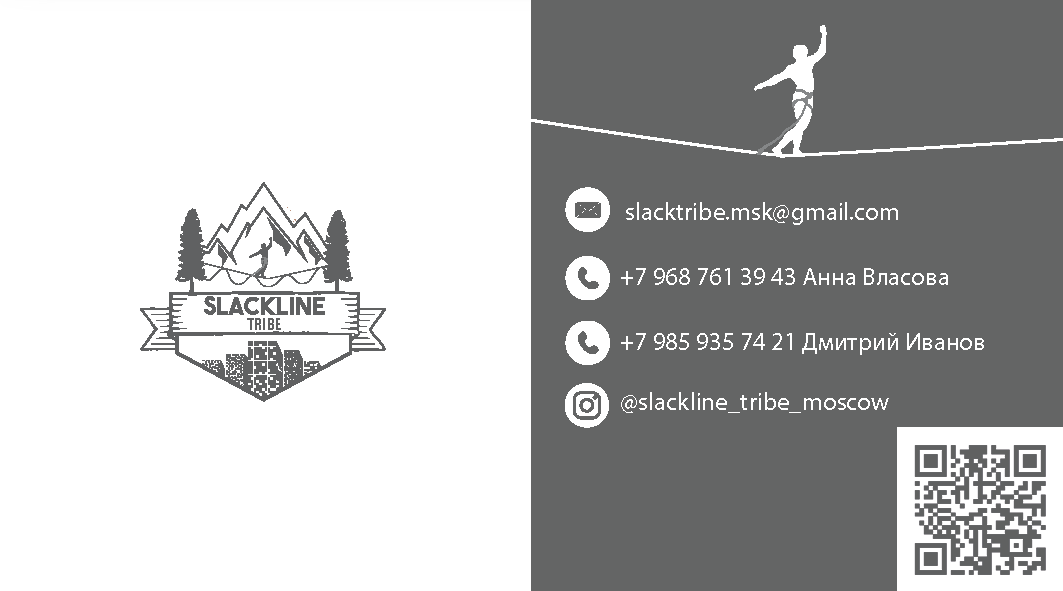 SLACKLINE
TRIBE
slacktribe.msk@gmail.com
+7 968 761 39 43 Анна Власова
+7 985 935 74 21 Дмитрий Иванов
@slackline_tribe_moscow